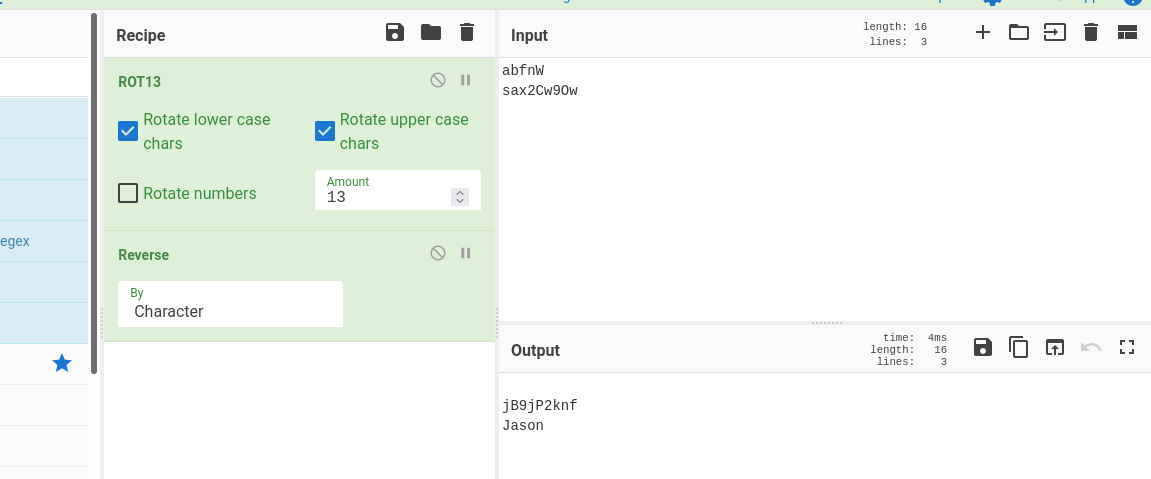 Recipe
ROT13
Rotate lower case chars
Rotate upper case chars
Rotate numbers
Amount
13
Reverse
By
Character
egex
Input
length: 16
lines: 3
abfnW
sax2Cw9Ow
Output
time: 4ms
length: 16
lines: 3
jB9jP2knf
Jason